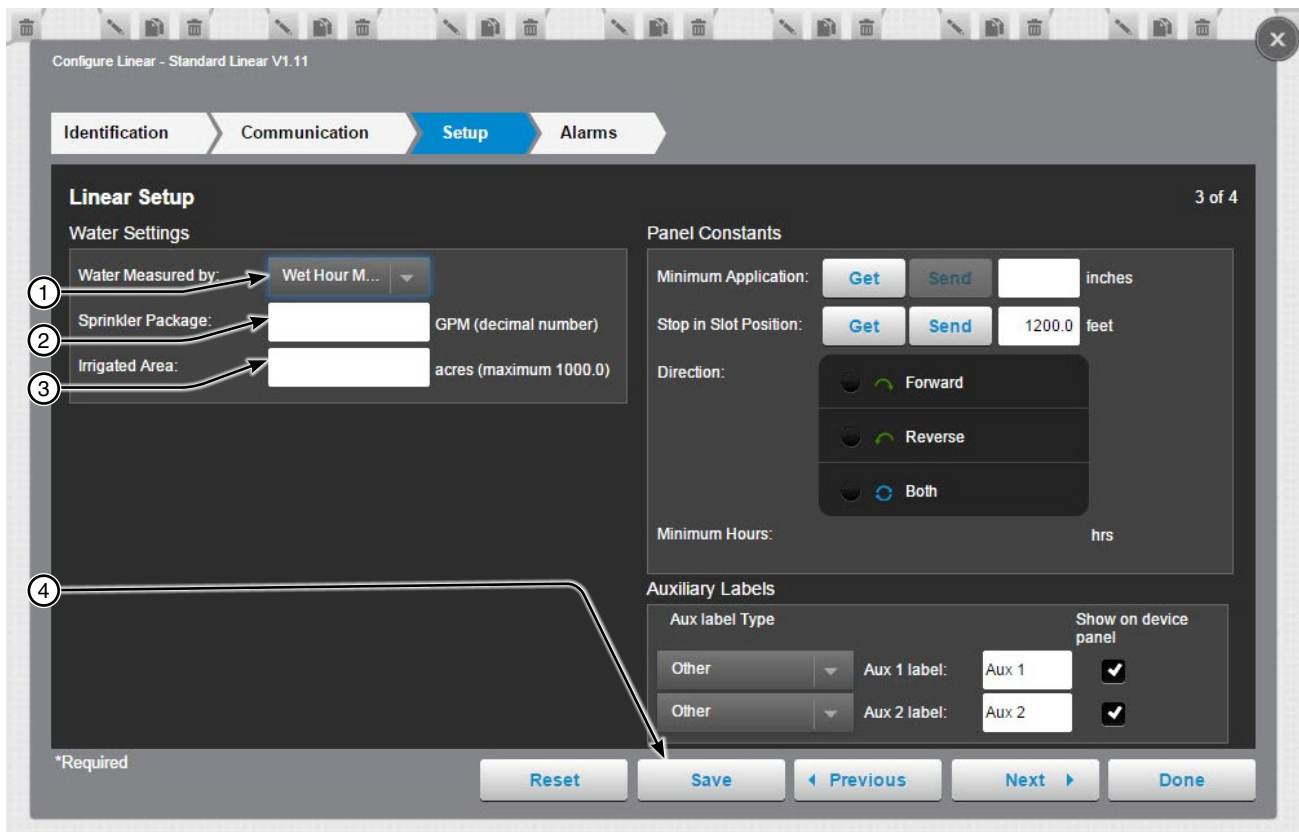 Configure Linear - Standard Linear V1.11
X
Identification Communication Setup Alarms
Linear Setup 3 of 4
Water Settings
1 Water Measured by: Wet Hour M...
2 Sprinkler Package: GPM (decimal number)
3 Irrigated Area: acres (maximum 1000.0)
Panel Constants
Minimum Application: Get Send inches
Stop in Slot Position: Get Send 1200.0 feet
Direction: Forward
Reverse
Both
Minimum Hours: hrs
4
Auxiliary Labels
Aux label Type Show on device
panel
Other Aux 1 label: Aux 1
Other Aux 2 label: Aux 2
*Required
Reset Save Previous Next Done